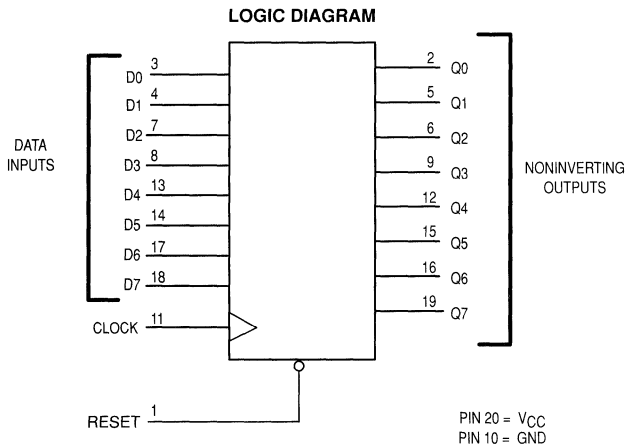 LOGIC DIAGRAM
DATA
INPUTS
D0 3
D1 4
D2 7
D3 8
D4 13
D5 14
D6 17
D7 18
CLOCK 11
RESET 1
2 Q0
5 Q1
6 Q2
9 Q3
12 Q4
15 Q5
16 Q6
19 Q7
NONINVERTING
OUTPUTS
PIN 20 = VCC
PIN 10 = GND